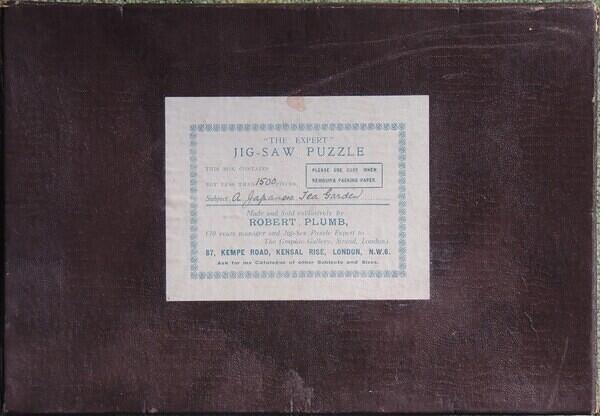 "THE EXPERT"
JIG-SAW PUZZLE
THIS BOX CONTAINS
NOT LESS THAN 1500 PIECES.
PLEASE USE CARE WHEN
REMOVING PACKING PAPER.
Subject: A Japanese Tea Garden
Made and Sold exclusively by
ROBERT PLUMB,
(10 years manager and Jig-Saw Puzzle Expert to
The Graphic Gallery, Strand, London)
87, KEMPE ROAD, KENSAL RISE, LONDON, N.W.6.
Ask for my Catalogue of other Subjects and Sizes.